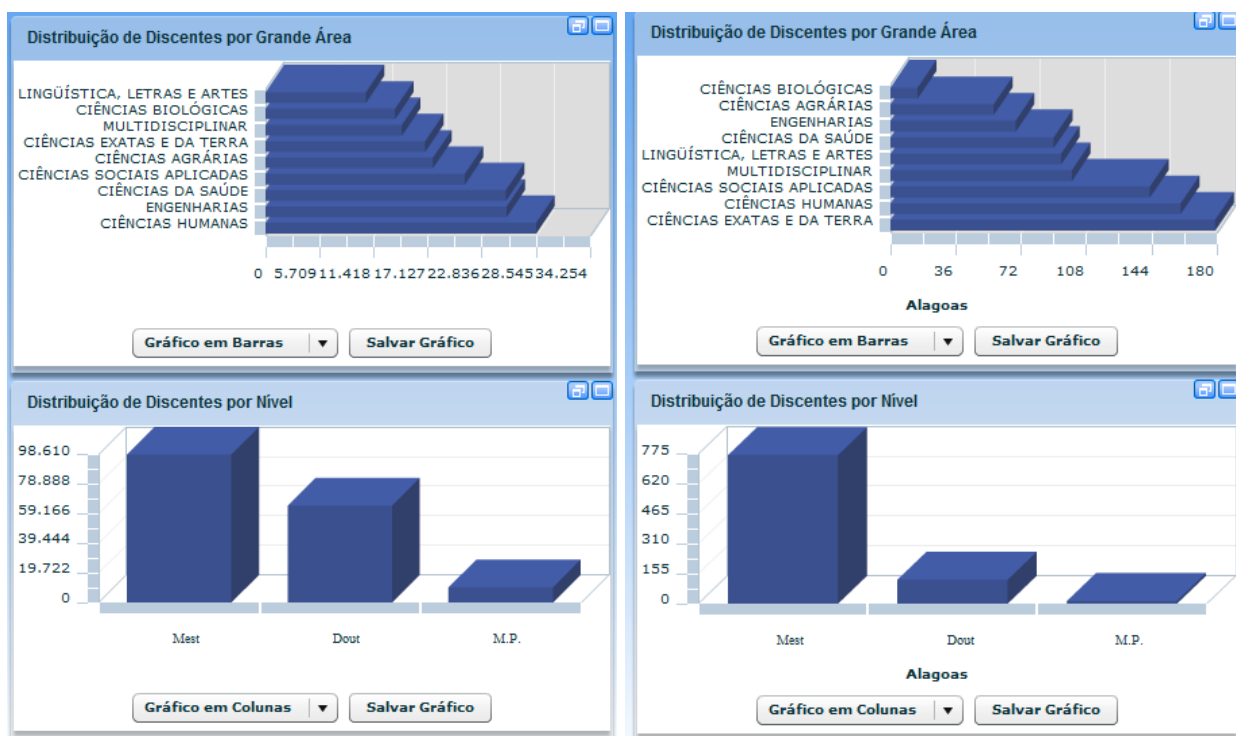 Distribuição de Discentes por Grande Área
LINGÜÍSTICA, LETRAS E ARTES
CIÊNCIAS BIOLÓGICAS
MULTIDISCIPLINAR
CIÊNCIAS EXATAS E DA TERRA
CIÊNCIAS AGRÁRIAS
CIÊNCIAS SOCIAIS APLICADAS
CIÊNCIAS DA SAÚDE
ENGENHARIAS
CIÊNCIAS HUMANAS
0 5.709 11.418 17.127 22.836 28.545 34.254
Gráfico em Barras
Salvar Gráfico
Distribuição de Discentes por Grande Área
CIÊNCIAS BIOLÓGICAS
CIÊNCIAS AGRÁRIAS
ENGENHARIAS
CIÊNCIAS DA SAÚDE
LINGÜÍSTICA, LETRAS E ARTES
MULTIDISCIPLINAR
CIÊNCIAS SOCIAIS APLICADAS
CIÊNCIAS HUMANAS
CIÊNCIAS EXATAS E DA TERRA
0 36 72 108 144 180
Alagoas
Gráfico em Barras
Salvar Gráfico
Distribuição de Discentes por Nível
98.610
78.888
59.166
39.444
19.722
0
Mest Dout M.P.
Gráfico em Colunas
Salvar Gráfico
Distribuição de Discentes por Nível
775
620
465
310
155
0
Mest Dout M.P.
Alagoas
Gráfico em Colunas
Salvar Gráfico